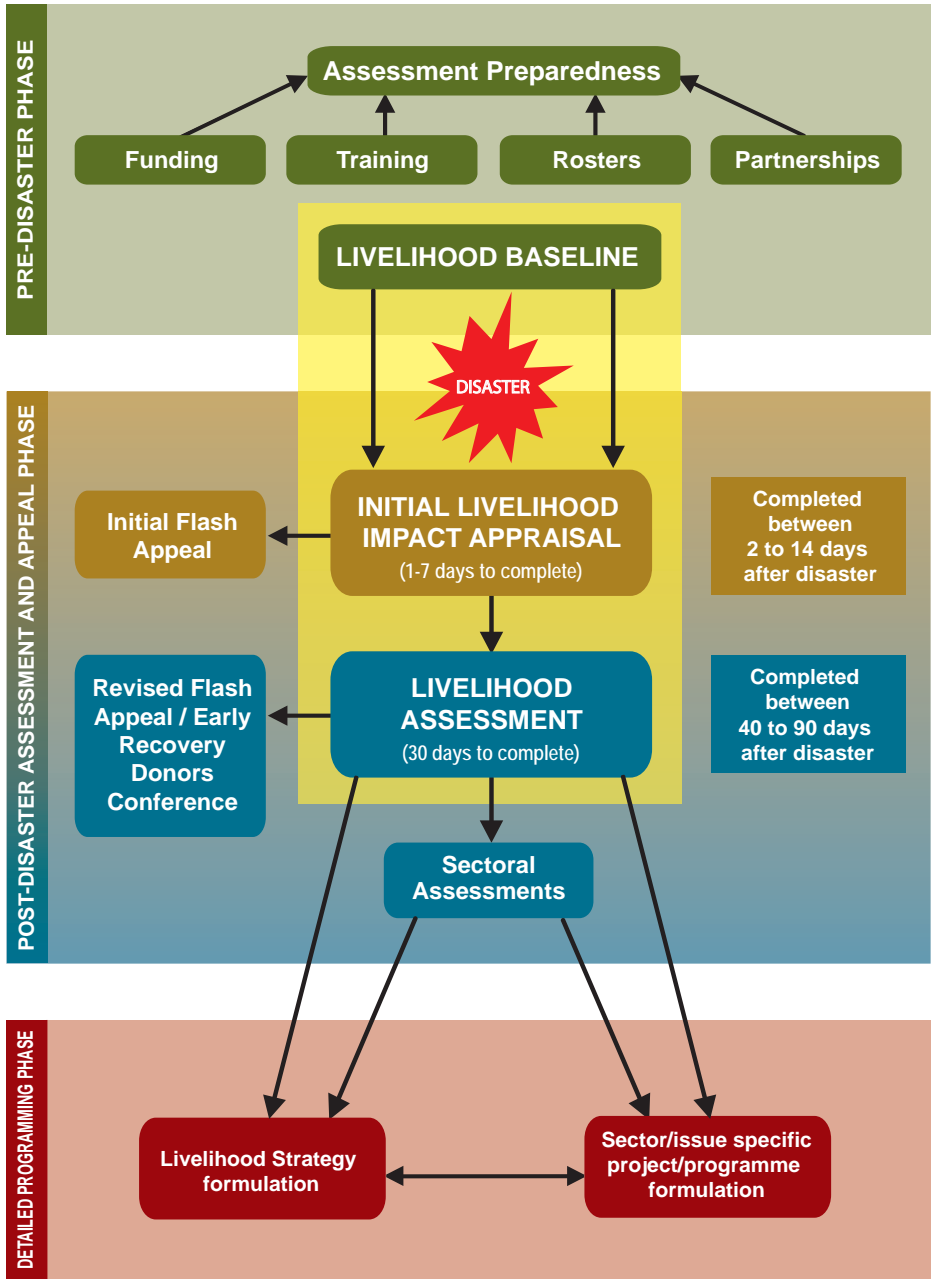 PRE-DISASTER PHASE
Assessment Preparedness
Funding
Training
Rosters
Partnerships
LIVELIHOOD BASELINE
DISASTER
POST-DISASTER ASSESSMENT AND APPEAL PHASE
Initial Flash
Appeal
INITIAL LIVELIHOOD
IMPACT APPRAISAL
(1-7 days to complete)
Completed
between
2 to 14 days
after disaster
Revised Flash
Appeal / Early
Recovery
Donors
Conference
LIVELIHOOD
ASSESSMENT
(30 days to complete)
Completed
between
40 to 90 days
after disaster
Sectoral
Assessments
DETAILED PROGRAMMING PHASE
Livelihood Strategy
formulation
Sector/issue specific
project/programme
formulation